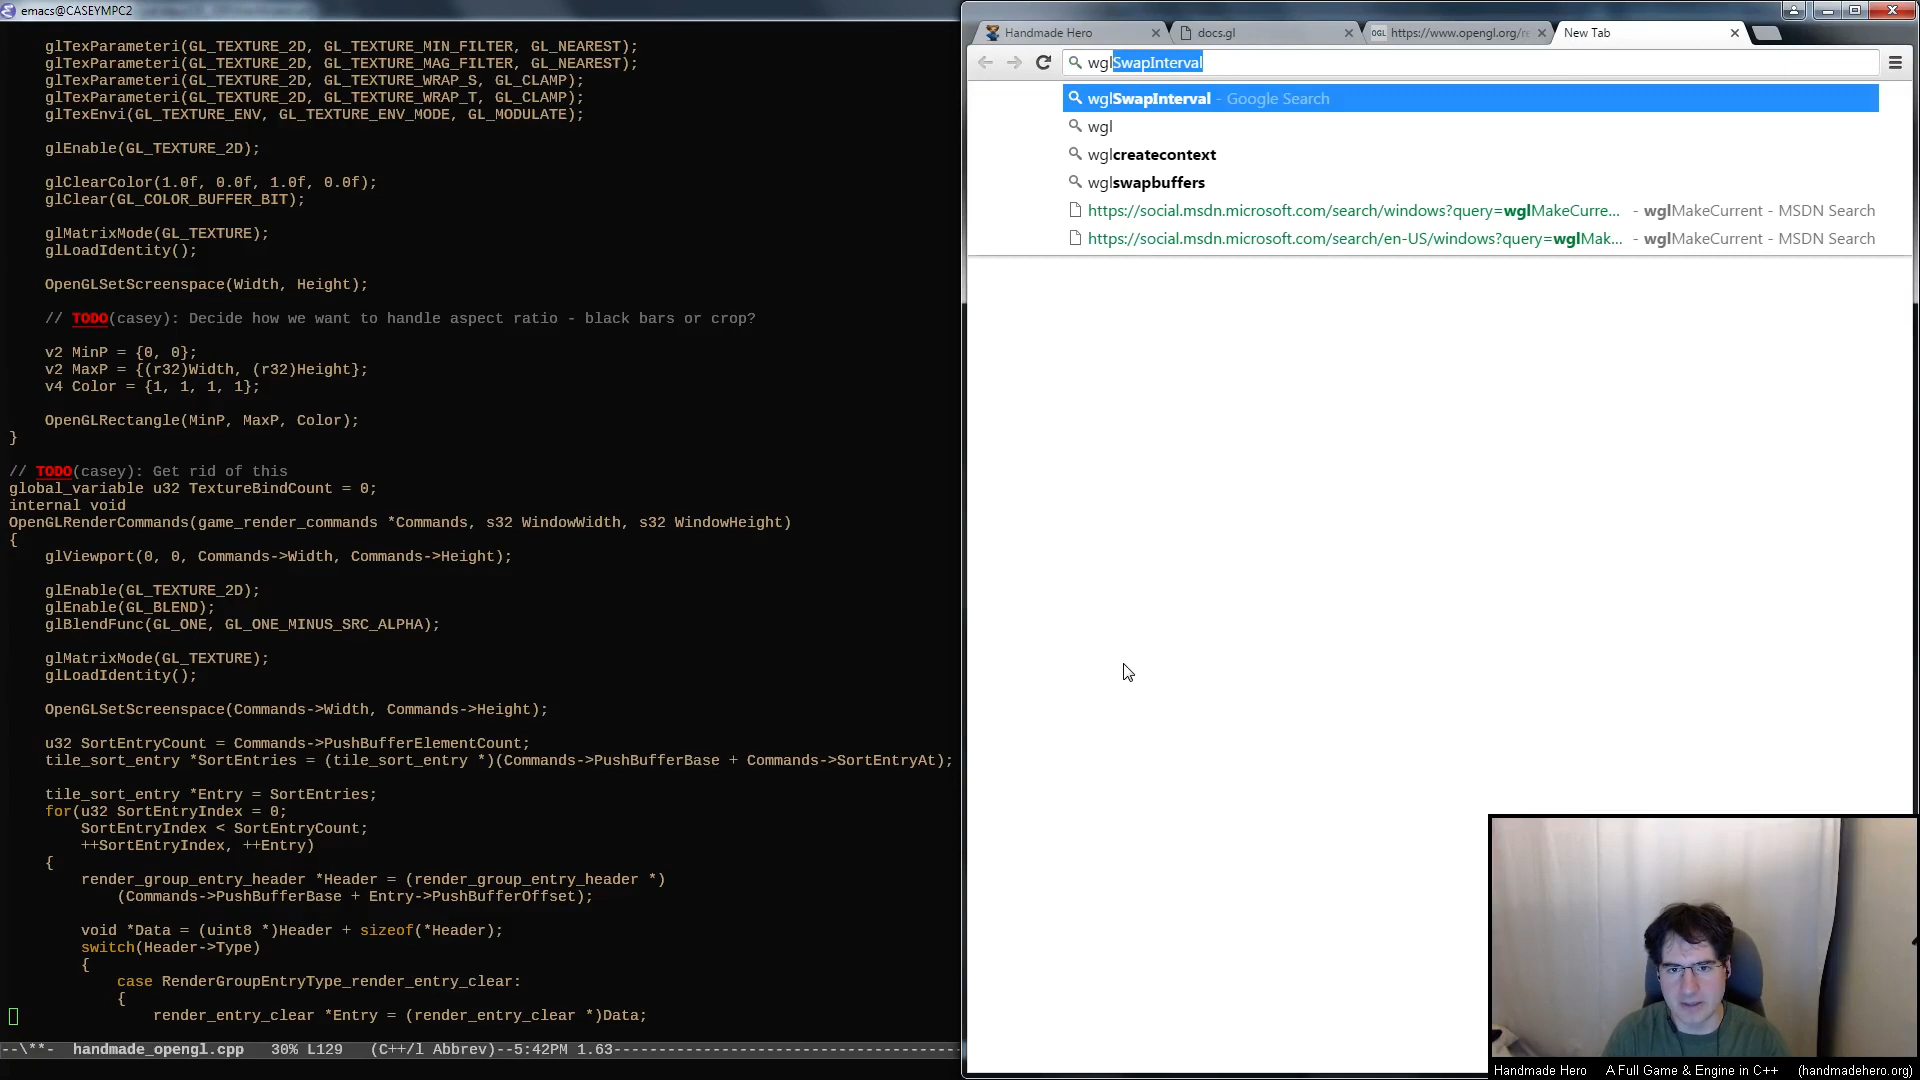 emacs@CASEYMPC2
glTexParameteri(GL_TEXTURE_2D, GL_TEXTURE_MIN_FILTER, GL_NEAREST);
glTexParameteri(GL_TEXTURE_2D, GL_TEXTURE_MAG_FILTER, GL_NEAREST);
glTexParameteri(GL_TEXTURE_2D, GL_TEXTURE_WRAP_S, GL_CLAMP);
glTexParameteri(GL_TEXTURE_2D, GL_TEXTURE_WRAP_T, GL_CLAMP);
glTexEnvi(GL_TEXTURE_ENV, GL_TEXTURE_ENV_MODE, GL_MODULATE);
glEnable(GL_TEXTURE_2D);
glClearColor(1.0f, 0.0f, 1.0f, 0.0f);
glClear(GL_COLOR_BUFFER_BIT);
glMatrixMode(GL_TEXTURE);
glLoadIdentity();
OpenGLSetScreenspace(Width, Height);
// TODO(casey): Decide how we want to handle aspect ratio - black bars or crop?
v2 MinP = {0, 0};
v2 MaxP = {(r32)Width, (r32)Height};
v4 Color = {1, 1, 1, 1};
OpenGLRectangle(MinP, MaxP, Color);
}
// TODO(casey): Get rid of this
global_variable u32 TextureBindCount = 0;
internal void
OpenGLRenderCommands(game_render_commands *Commands, s32 WindowWidth, s32 WindowHeight)
{
glViewport(0, 0, Commands->Width, Commands->Height);
glEnable(GL_TEXTURE_2D);
glEnable(GL_BLEND);
glBlendFunc(GL_ONE, GL_ONE_MINUS_SRC_ALPHA);
glMatrixMode(GL_TEXTURE);
glLoadIdentity();
OpenGLSetScreenspace(Commands->Width, Commands->Height);
u32 SortEntryCount = Commands->PushBufferElementCount;
tile_sort_entry *SortEntries = (tile_sort_entry *)(Commands->PushBufferBase + Commands->SortEntryAt);
tile_sort_entry *Entry = SortEntries;
for(u32 SortEntryIndex = 0;
SortEntryIndex < SortEntryCount;
++SortEntryIndex, ++Entry)
{
render_group_entry_header *Header = (render_group_entry_header *)
(Commands->PushBufferBase + Entry->PushBufferOffset);
void *Data = (uint8 *)Header + sizeof(*Header);
switch(Header->Type)
{
case RenderGroupEntryType_render_entry_clear:
{
render_entry_clear *Entry = (render_entry_clear *)Data;
--\**- handmade_opengl.cpp 30% L129 (C++/l Abbrev)--5:42PM 1.63
Handmade Hero
docs.gl
OGL https://www.opengl.org/re
New Tab
wglSwapInterval
wglSwapInterval - Google Search
wgl
wglcreatecontext
wglswapbuffers
https://social.msdn.microsoft.com/search/windows?query=wglMakeCurre... - wglMakeCurrent - MSDN Search
https://social.msdn.microsoft.com/search/en-US/windows?query=wglMak... - wglMakeCurrent - MSDN Search
Handmade Hero A Full Game & Engine in C++ (handmadehero.org)